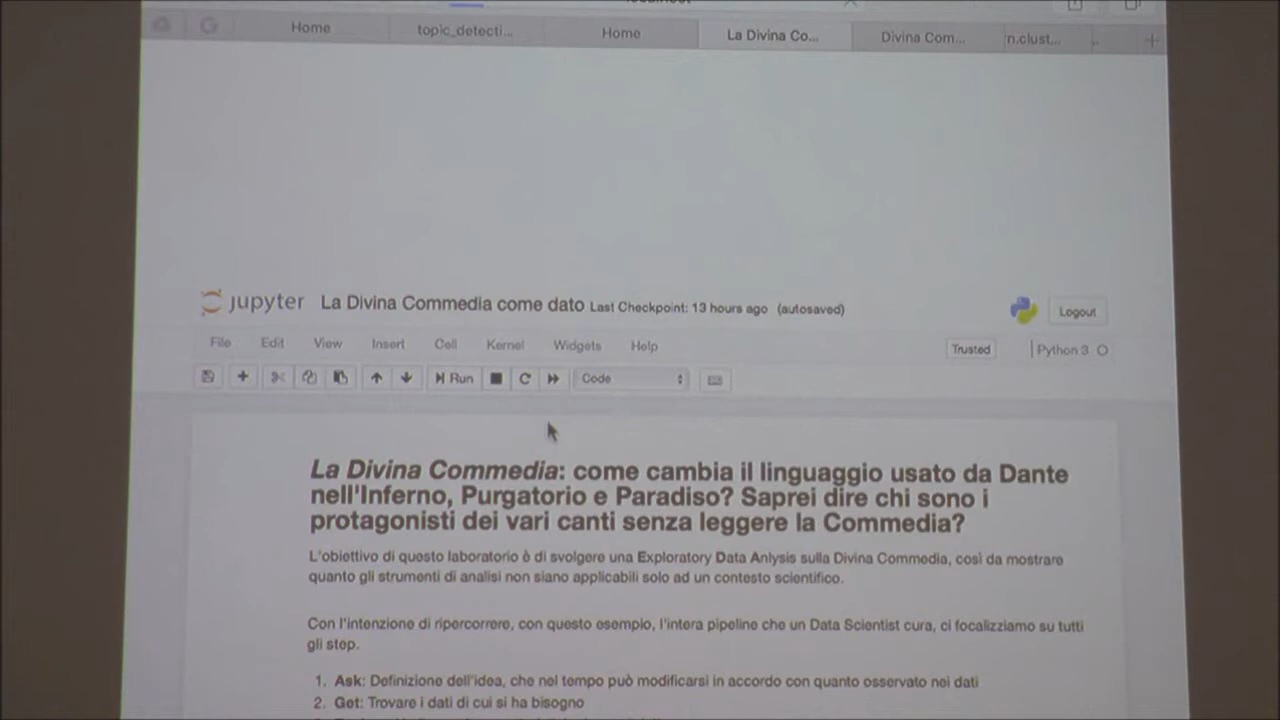 Home topic_detecti... Home La Divina Co... Divina Com... n.clust... ..
jupyter La Divina Commedia come dato Last Checkpoint: 13 hours ago (autosaved) Logout
File Edit View Insert Cell Kernel Widgets Help Trusted Python 3
Run Code
La Divina Commedia: come cambia il linguaggio usato da Dante
nell'Inferno, Purgatorio e Paradiso? Saprei dire chi sono i
protagonisti dei vari canti senza leggere la Commedia?
L'obiettivo di questo laboratorio è di svolgere una Exploratory Data Anlysis sulla Divina Commedia, così da mostrare
quanto gli strumenti di analisi non siano applicabili solo ad un contesto scientifico.
Con l'intenzione di ripercorrere, con questo esempio, l'intera pipeline che un Data Scientist cura, ci focalizziamo su tutti
gli step.
1. Ask: Definizione dell'idea, che nel tempo può modificarsi in accordo con quanto osservato nei dati
2. Get: Trovare i dati di cui si ha bisogno